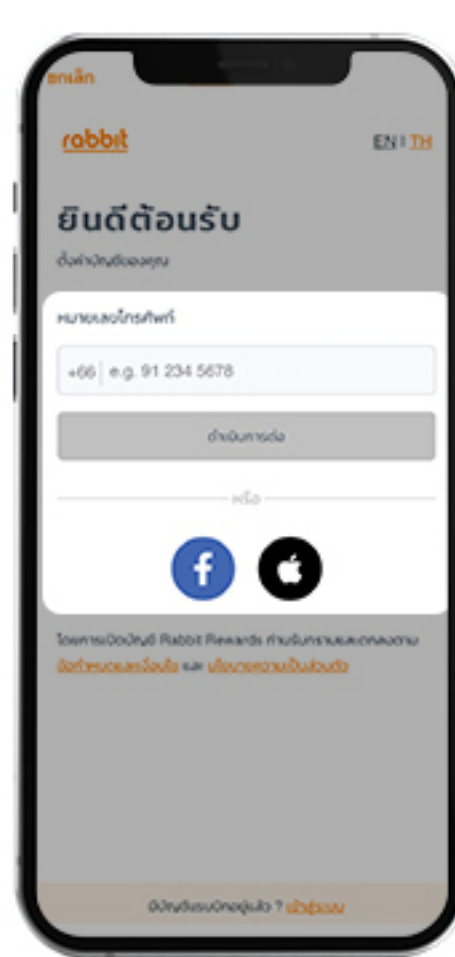 ยกเลิก
rabbit
EN | TH
ยินดีต้อนรับ
ตั้งค่าบัญชีของคุณ
หมายเลขโทรศัพท์
+66 e.g. 91 234 5678
ดำเนินการต่อ
หรือ
โดยการเปิดบัญชี Rabbit Rewards ท่านรับทราบและตกลงตาม
ข้อกำหนดและเงื่อนไข และ นโยบายความเป็นส่วนตัว
มีบัญชีแรบบิทอยู่แล้ว ? เข้าสู่ระบบ